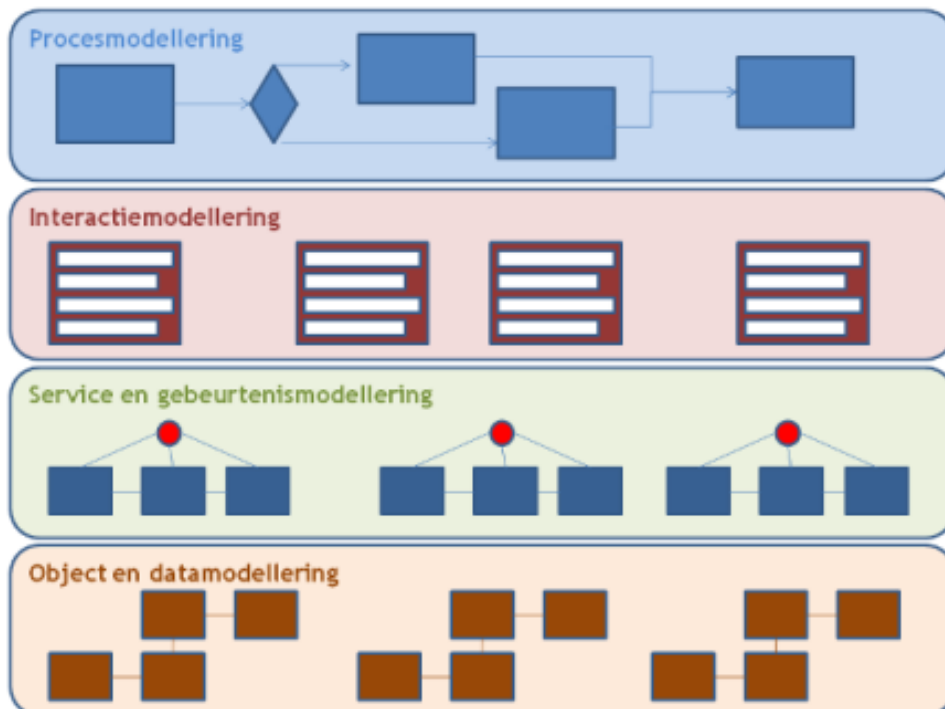 Procesmodellering
Interactiemodellering
Service en gebeurtenismodellering
Object en datamodellering